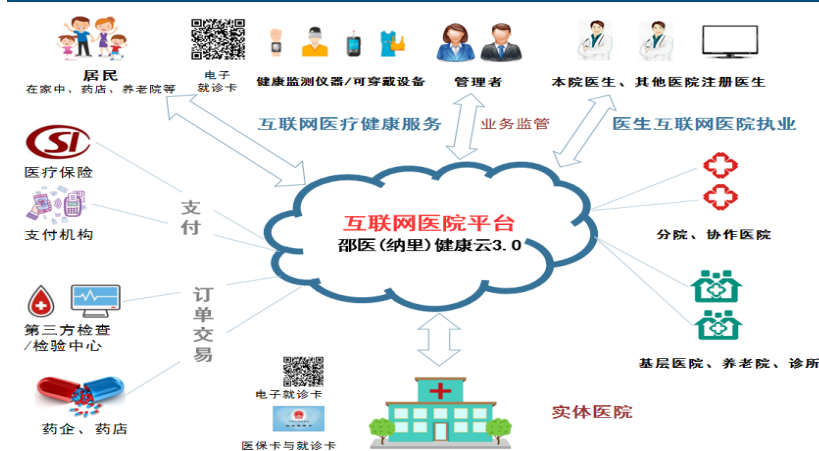 居民
在家中、药店、养老院等
电子
就诊卡
健康监测仪器/可穿戴设备
管理者
本院医生、其他医院注册医生
互联网医疗健康服务
业务监管
医生互联网医院执业
医疗保险
支付机构
支
付
互联网医院平台
邵医(纳里)健康云3.0
分院、协作医院
订
单
交
易
第三方检查
/检验中心
基层医院、养老院、诊所
药企、药店
电子就诊卡
医保卡与就诊卡
实体医院